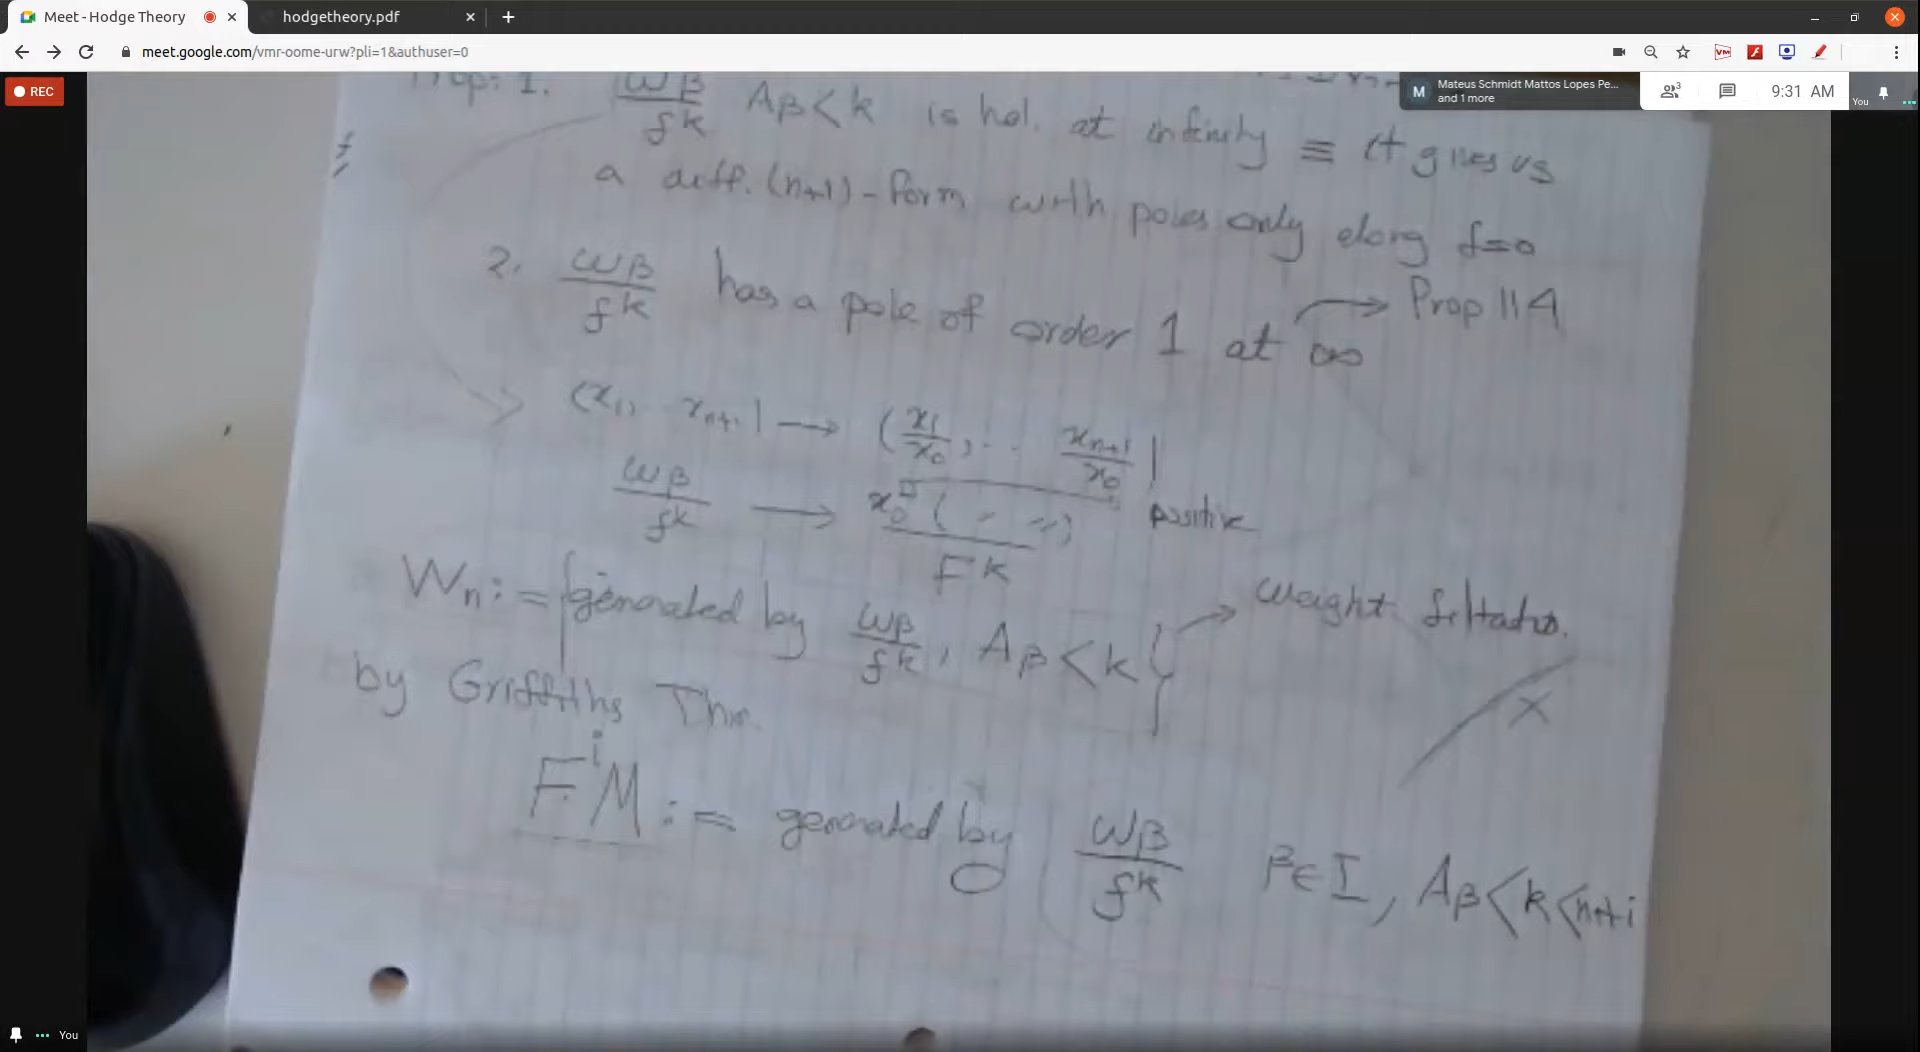 Meet - Hodge Theory
hodgetheory.pdf
meet.google.com/vmr-oome-urw?pli=1&authuser=0
REC
M Mateus Schmidt Mattos Lopes Pe...
and 1 more
3
9:31 AM
You
Prop: 1. ωβ/f^k Aβ < k is hol. at infinity ≡ it gives us
a diff. (n+1)-form with poles only along f=0
2. ωβ/f^k has a pole of order 1 at ∞ → Prop 11.4
(x₁, .. xₙ₊₁) → (x₁/x₀, .. xₙ₊₁/x₀)
ωβ/f^k → x₀^□ ( )/F^k positive
Wₙ := { generated by ωβ/f^k, Aβ < k } → weight filtration.
by Griffiths Thm.
X
F^i M := generated by ωβ/f^k β∈I, Aβ < k < n+i
You